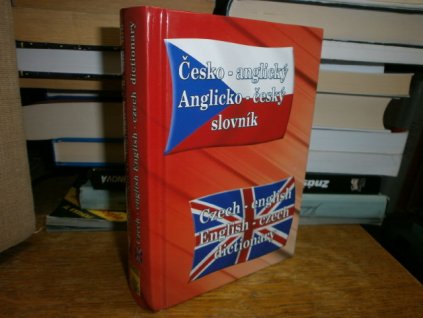 Česko - anglický
Anglicko - český
slovník
Czech - english
English - czech
dictionary
Czech - english English - czech dictionary